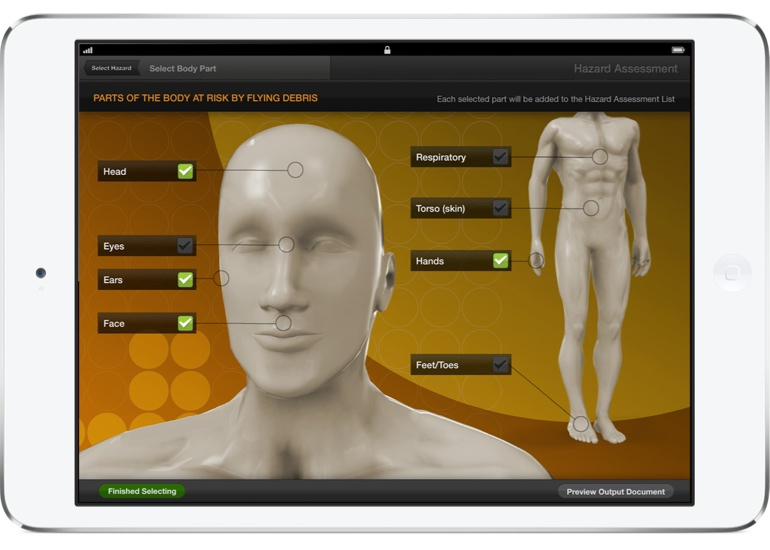 Select Hazard
Select Body Part
Hazard Assessment
PARTS OF THE BODY AT RISK BY FLYING DEBRIS
Each selected part will be added to the Hazard Assessment List
Head
Eyes
Ears
Face
Respiratory
Torso (skin)
Hands
Feet/Toes
Finished Selecting
Preview Output Document